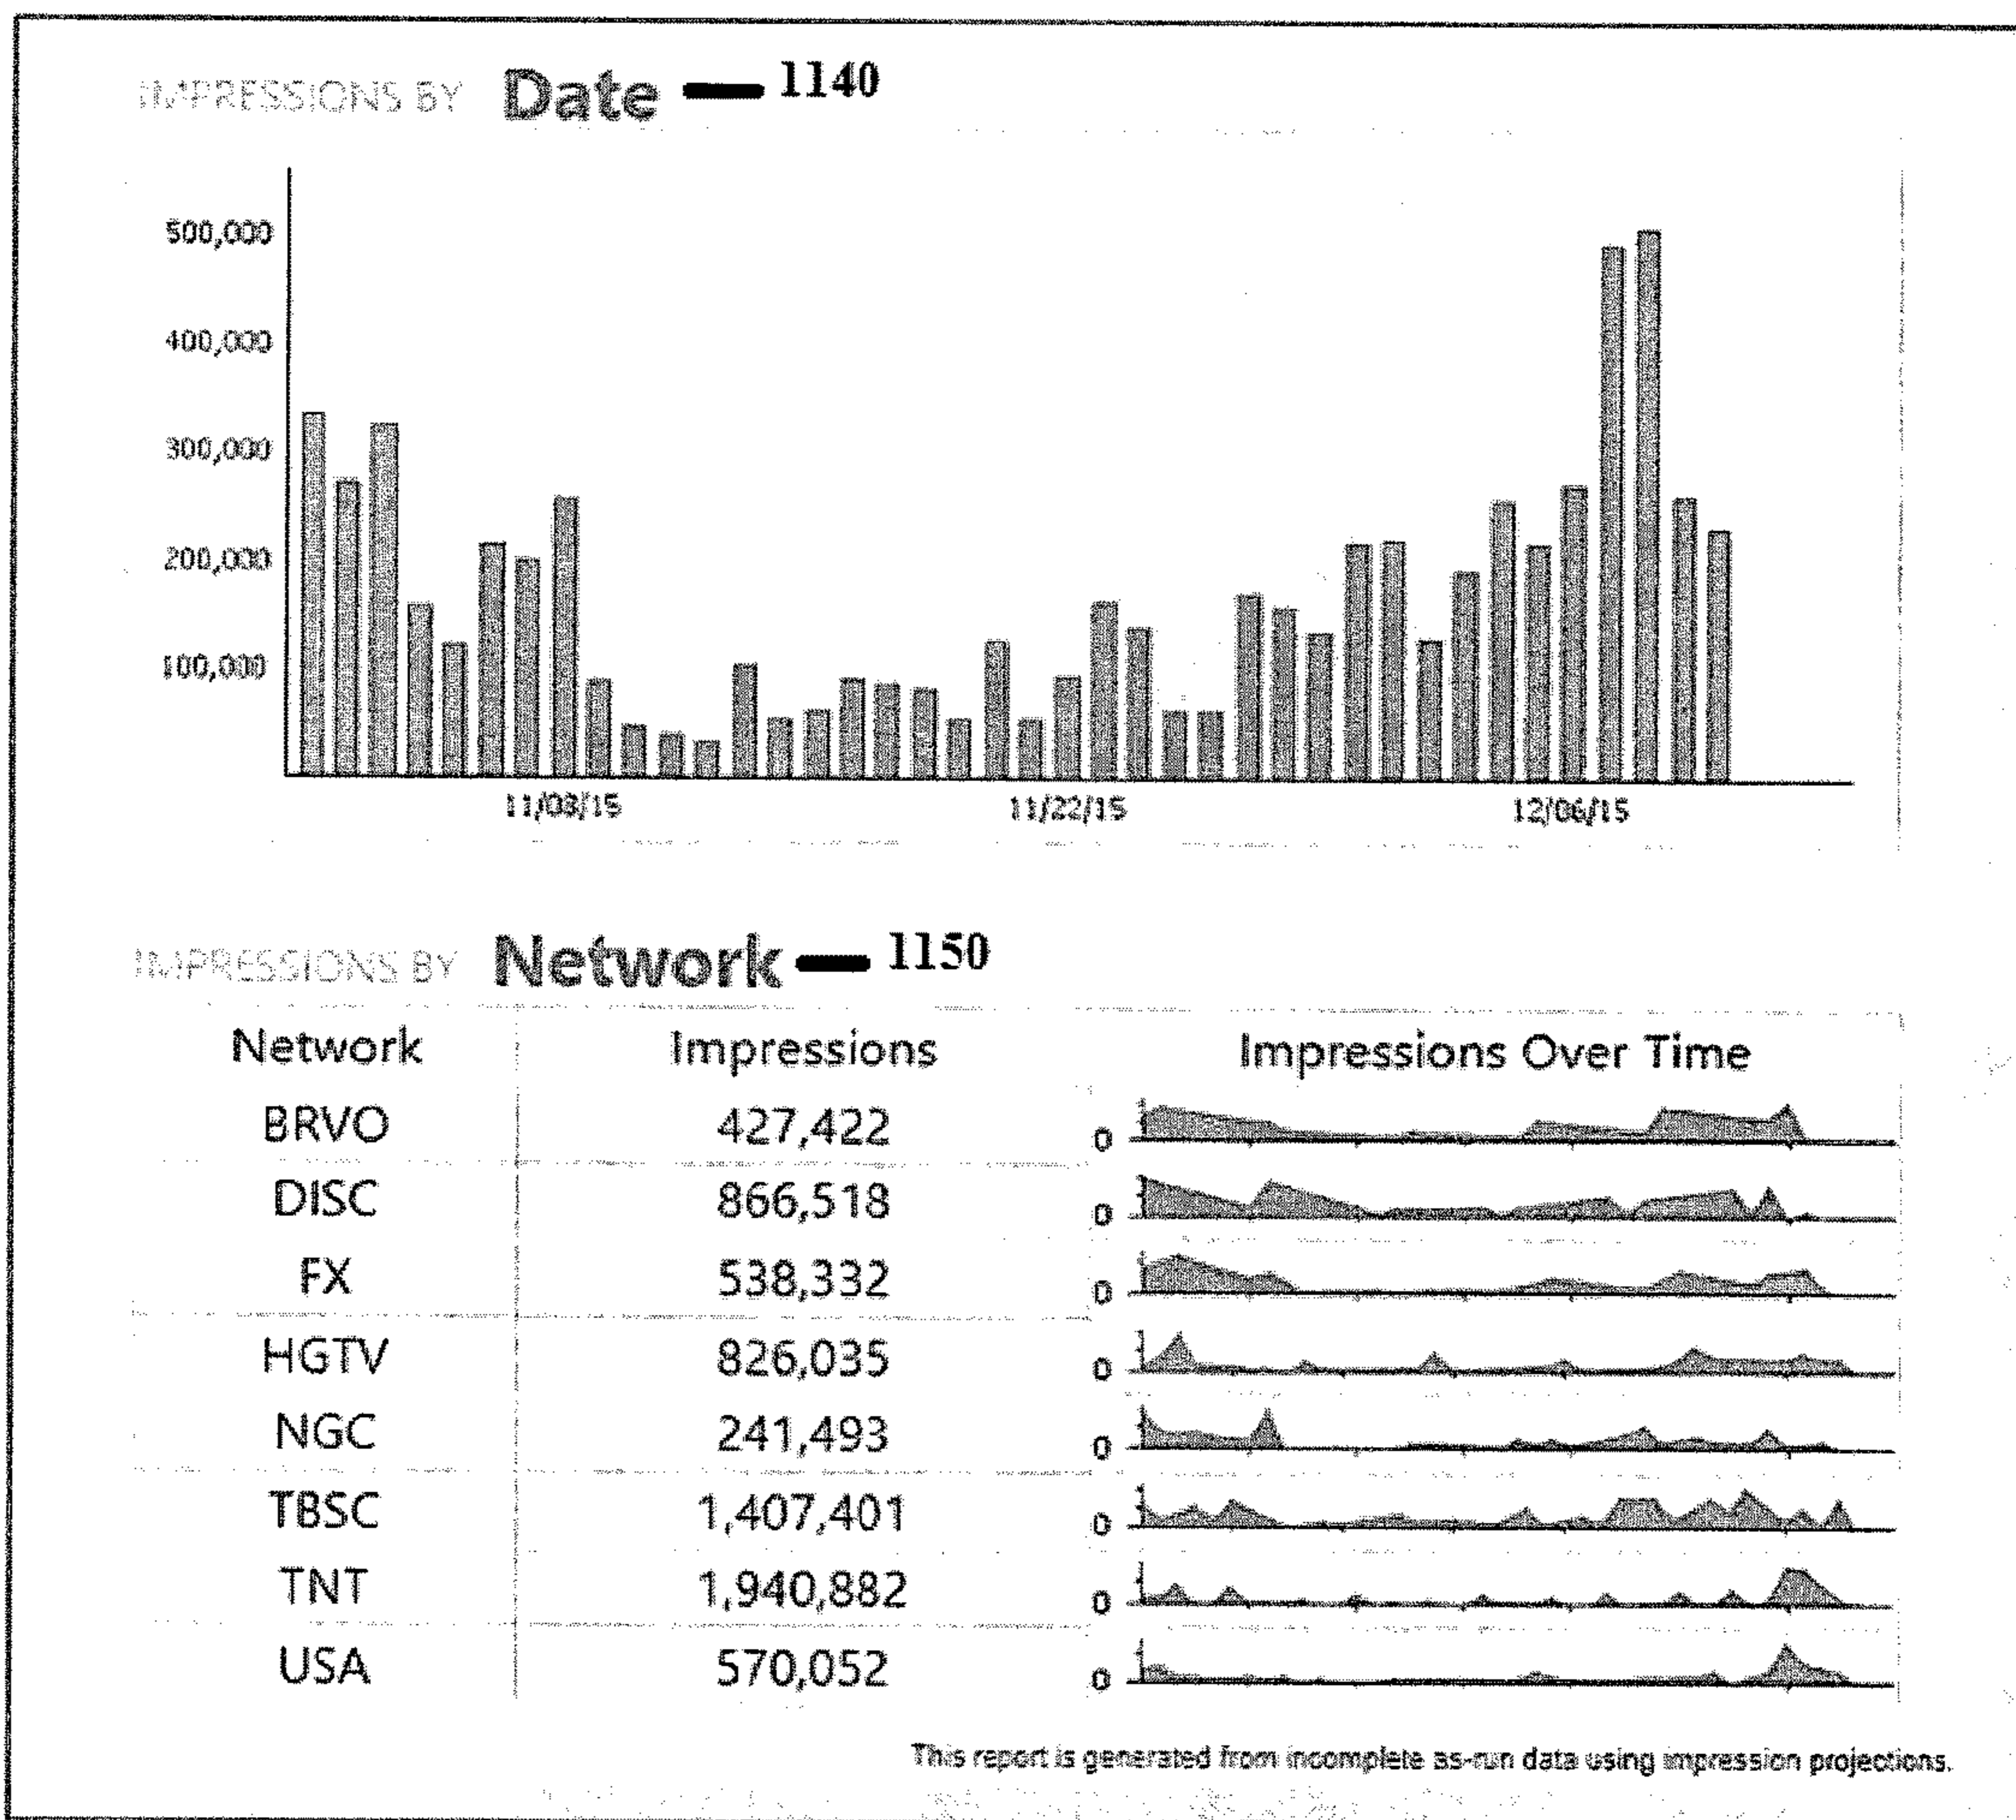 IMPRESSIONS BY Date 1140
500,000
400,000
300,000
200,000
100,000
11/08/15 11/22/15 12/06/15
IMPRESSIONS BY Network 1150
Network Impressions Impressions Over Time
BRVO 427,422 0
DISC 866,518 0
FX 538,332 0
HGTV 826,035 0
NGC 241,493 0
TBSC 1,407,401 0
TNT 1,940,882 0
USA 570,052 0
This report is generated from incomplete as-run data using impression projections.